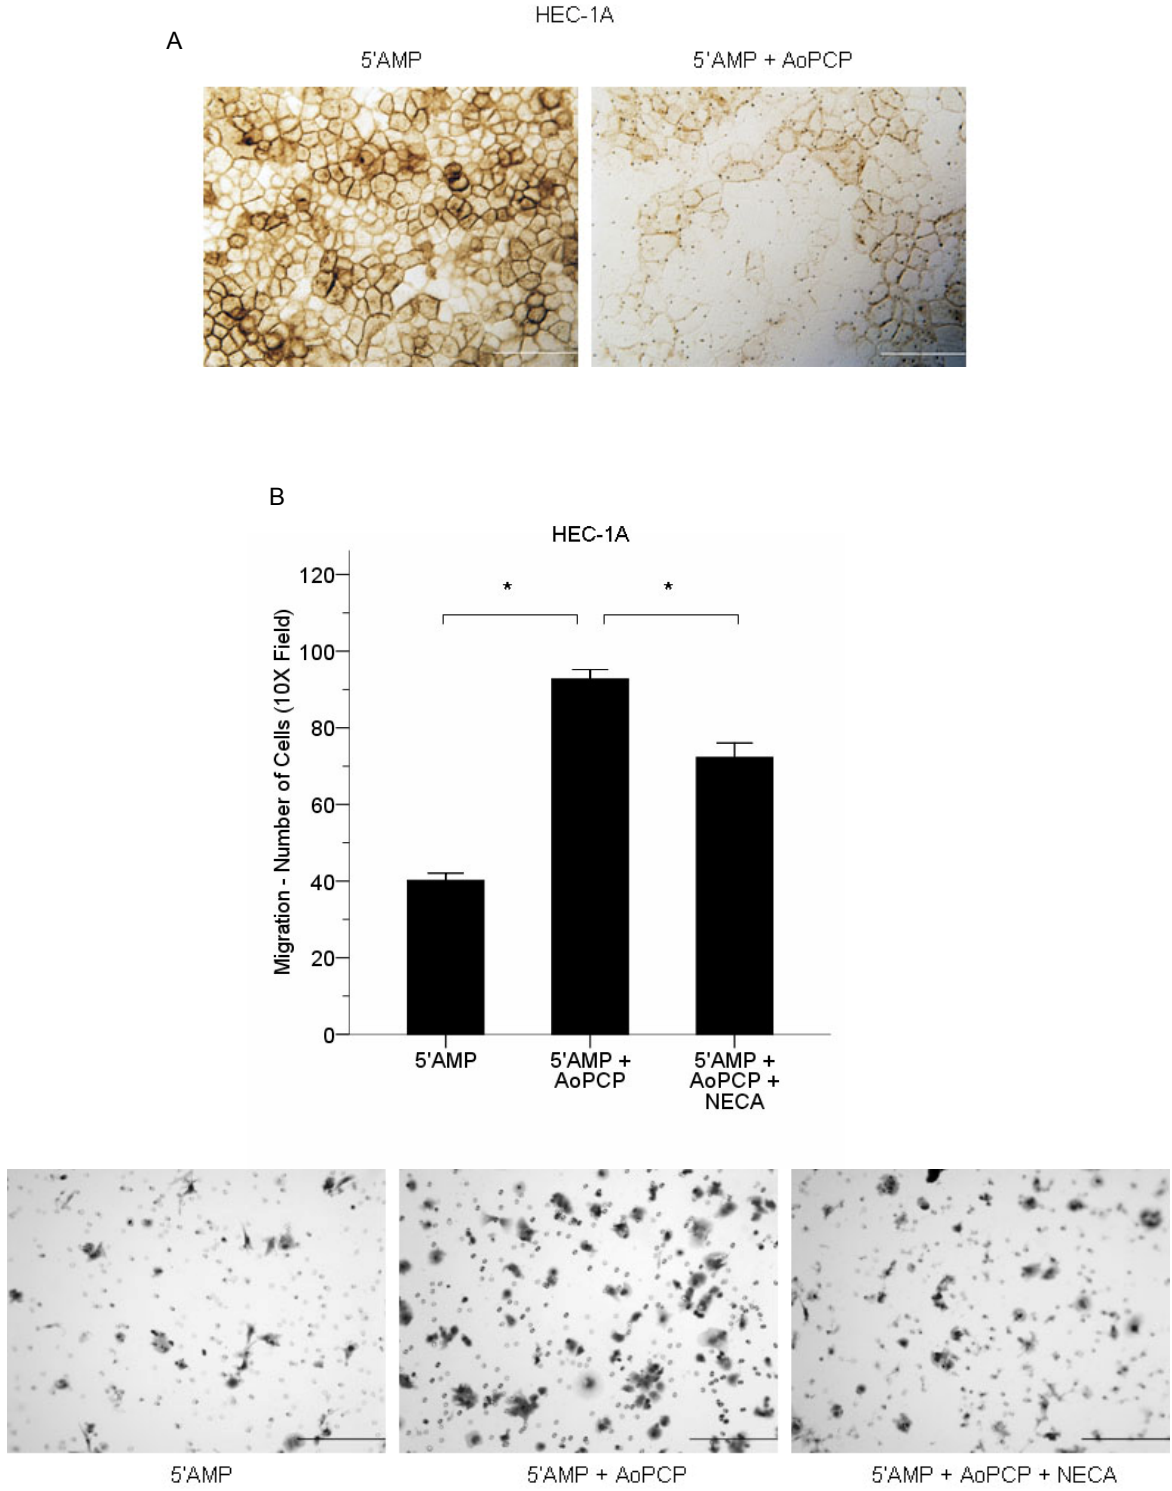 HEC-1A
A
5'AMP
5'AMP + AoPCP
B
HEC-1A
Migration - Number of Cells (10X Field)
120
100
80
60
40
20
0
*
*
5'AMP
5'AMP +
AoPCP
5'AMP +
AoPCP +
NECA
5'AMP
5'AMP + AoPCP
5'AMP + AoPCP + NECA